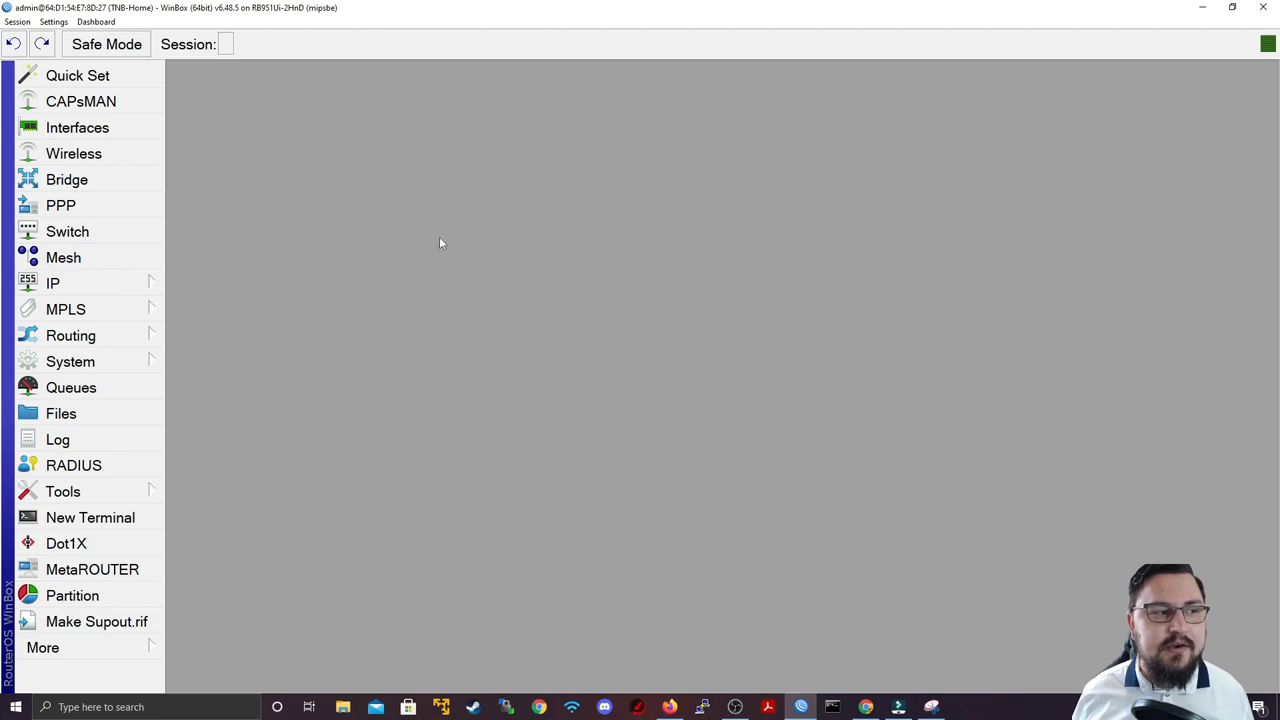 admin@64:D1:54:E7:8D:27 (TNB-Home) - WinBox (64bit) v6.48.5 on RB951Ui-2HnD (mipsbe)
Session Settings Dashboard
Safe Mode Session:
Quick Set
CAPsMAN
Interfaces
Wireless
Bridge
PPP
Switch
Mesh
255 IP
MPLS
Routing
System
Queues
Files
Log
RADIUS
Tools
New Terminal
Dot1X
MetaROUTER
Partition
Make Supout.rif
More
RouterOS WinBox
Type here to search
1